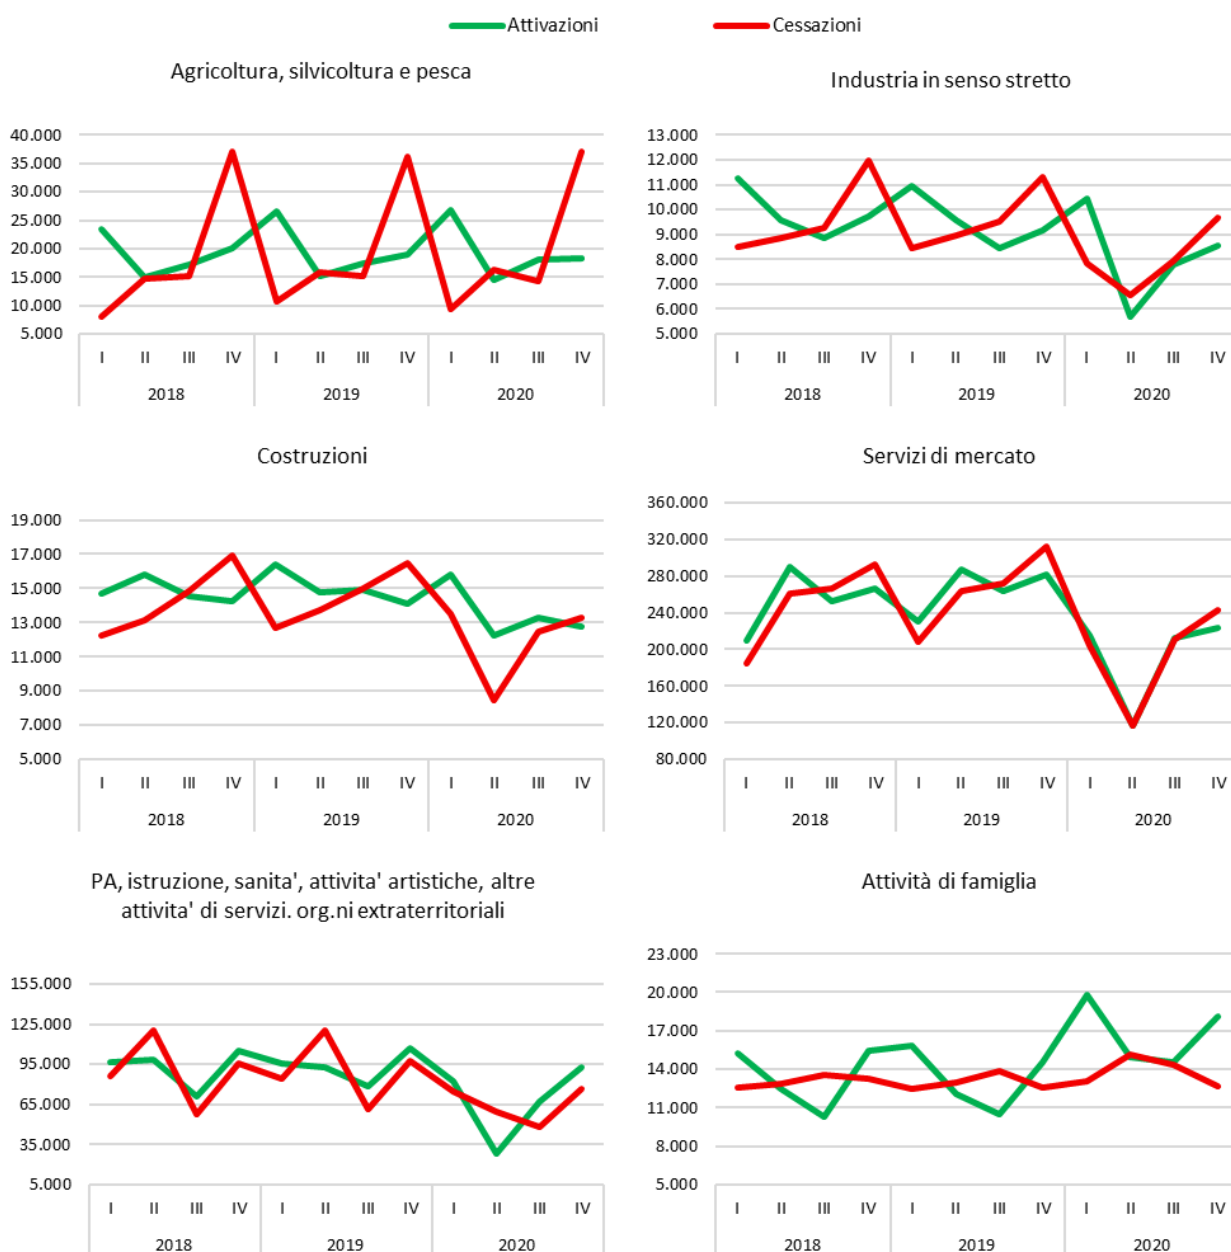 Attivazioni
Cessazioni
Agricoltura, silvicoltura e pesca
40.000
35.000
30.000
25.000
20.000
15.000
10.000
5.000
I II III IV I II III IV I II III IV
2018 2019 2020
Industria in senso stretto
13.000
12.000
11.000
10.000
9.000
8.000
7.000
6.000
5.000
I II III IV I II III IV I II III IV
2018 2019 2020
Costruzioni
19.000
17.000
15.000
13.000
11.000
9.000
7.000
5.000
I II III IV I II III IV I II III IV
2018 2019 2020
Servizi di mercato
360.000
320.000
280.000
240.000
200.000
160.000
120.000
80.000
I II III IV I II III IV I II III IV
2018 2019 2020
PA, istruzione, sanita', attivita' artistiche, altre
attivita' di servizi. org.ni extraterritoriali
155.000
125.000
95.000
65.000
35.000
5.000
I II III IV I II III IV I II III IV
2018 2019 2020
Attività di famiglia
23.000
20.000
17.000
14.000
11.000
8.000
5.000
I II III IV I II III IV I II III IV
2018 2019 2020